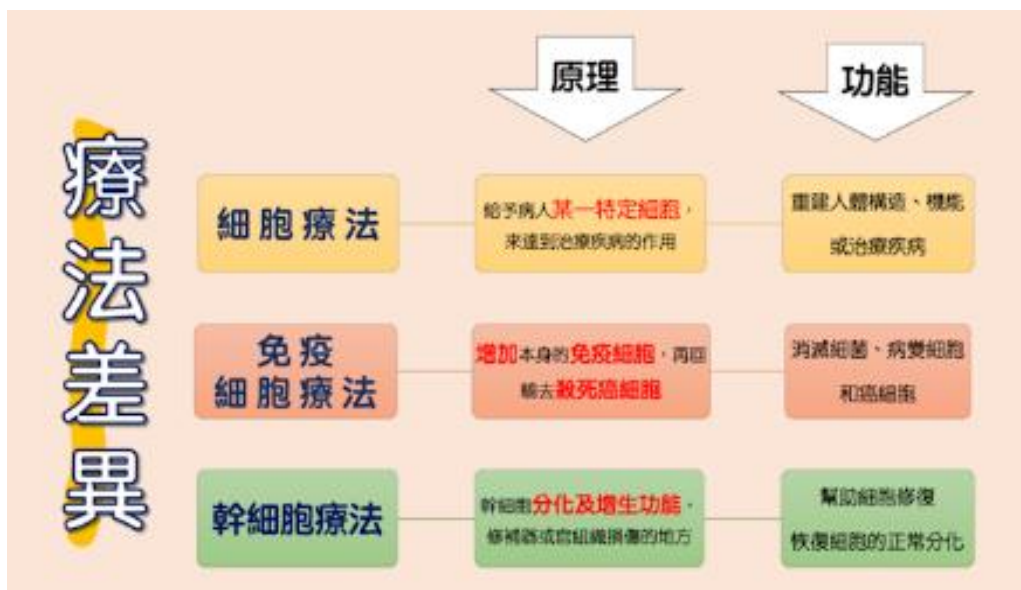 療法差異
原理
功能
細胞療法
給予病人某一特定細胞，
來達到治療疾病的作用
重建人體構造、機能
或治療疾病
免疫
細胞療法
增加本身的免疫細胞，再回
輸去殺死癌細胞
消滅細菌、病變細胞
和癌細胞
幹細胞療法
幹細胞分化及增生功能，
修補器或官組織損傷的地方
幫助細胞修復
恢復細胞的正常分化